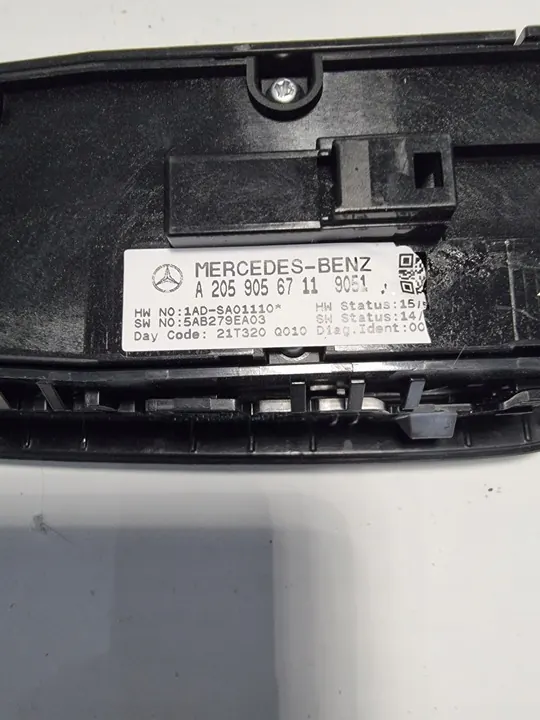 MERCEDES-BENZ
A 205 905 67 11 9051
HW NO:1AD-SA01110* HW Status:15/
SW NO:5AB279EA03 SW Status:14/
Day Code: 21T320 Q010 Diag.Ident:00